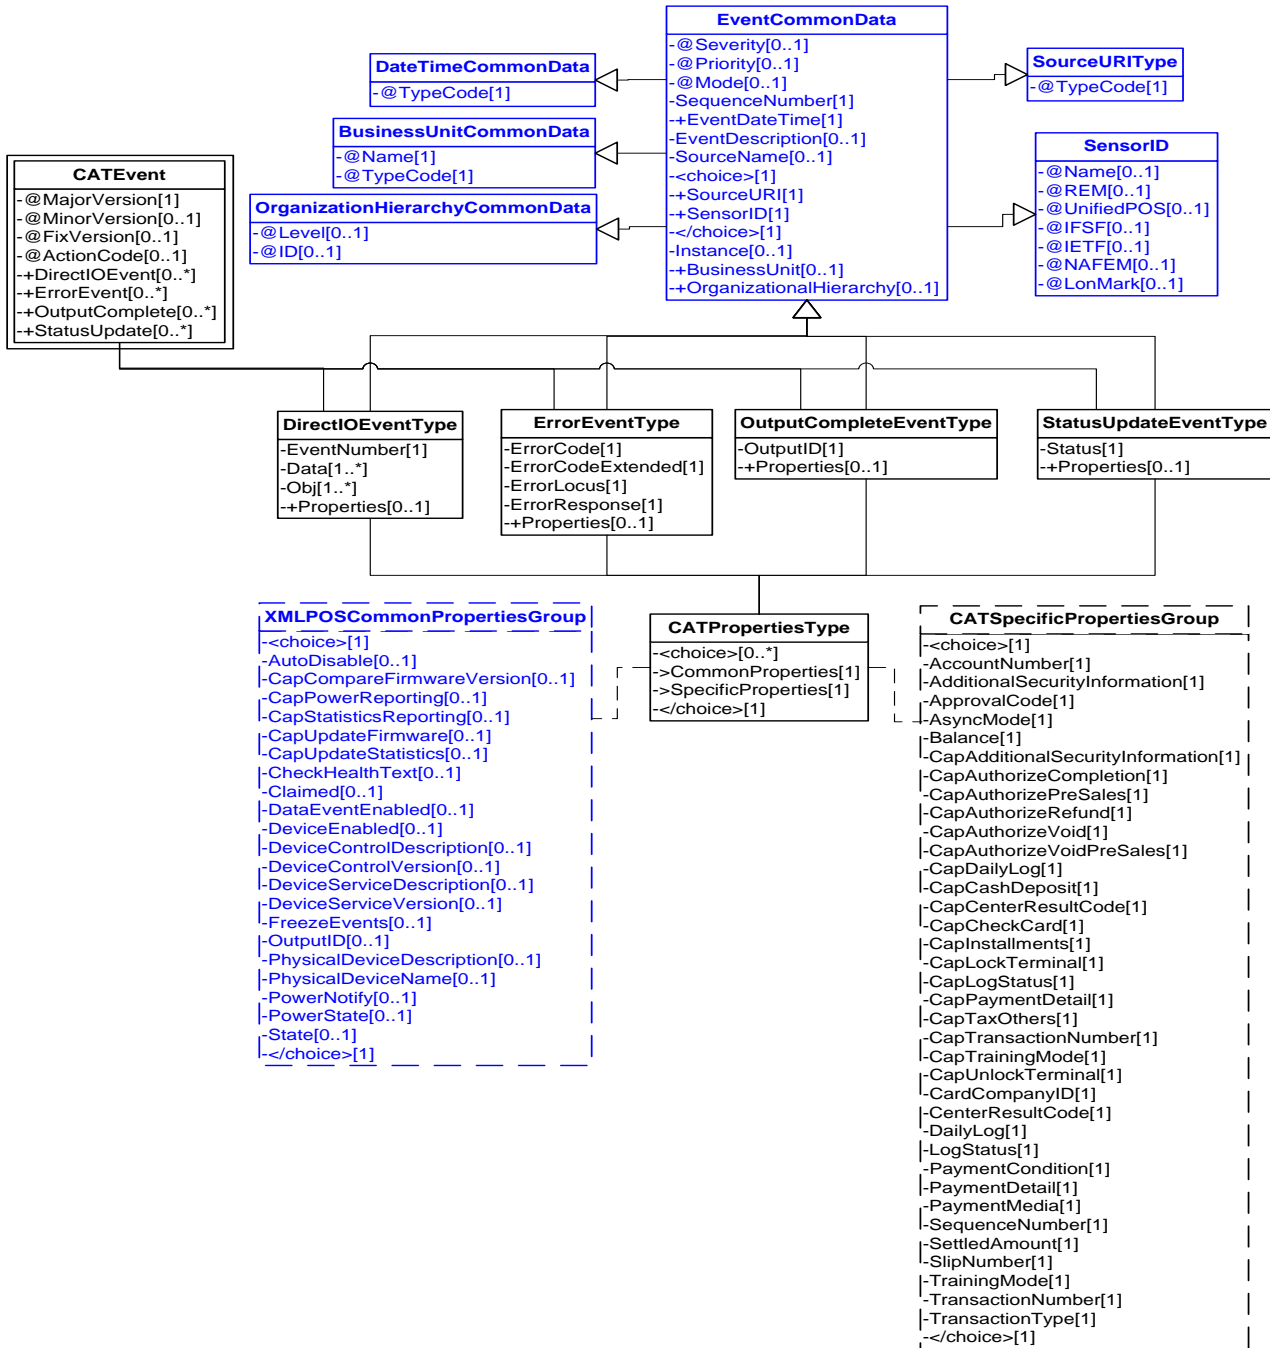 EventCommonData
-@Severity[0..1]
-@Priority[0..1]
-@Mode[0..1]
-SequenceNumber[1]
-+EventDateTime[1]
-EventDescription[0..1]
-SourceName[0..1]
-<choice>[1]
-+SourceURI[1]
-+SensorID[1]
-</choice>[1]
-Instance[0..1]
-+BusinessUnit[0..1]
-+OrganizationalHierarchy[0..1]
DateTimeCommonData
-@TypeCode[1]
SourceURIType
-@TypeCode[1]
BusinessUnitCommonData
-@Name[1]
-@TypeCode[1]
SensorID
-@Name[0..1]
-@REM[0..1]
-@UnifiedPOS[0..1]
-@IFSF[0..1]
-@IETF[0..1]
-@NAFEM[0..1]
-@LonMark[0..1]
CATEvent
-@MajorVersion[1]
-@MinorVersion[0..1]
-@FixVersion[0..1]
-@ActionCode[0..1]
-+DirectIOEvent[0..*]
-+ErrorEvent[0..*]
-+OutputComplete[0..*]
-+StatusUpdate[0..*]
OrganizationHierarchyCommonData
-@Level[0..1]
-@ID[0..1]
DirectIOEventType
-EventNumber[1]
-Data[1..*]
-Obj[1..*]
-+Properties[0..1]
ErrorEventType
-ErrorCode[1]
-ErrorCodeExtended[1]
-ErrorLocus[1]
-ErrorResponse[1]
-+Properties[0..1]
OutputCompleteEventType
-OutputID[1]
-+Properties[0..1]
StatusUpdateEventType
-Status[1]
-+Properties[0..1]
XMLPOSCommonPropertiesGroup
-<choice>[1]
-AutoDisable[0..1]
-CapCompareFirmwareVersion[0..1]
-CapPowerReporting[0..1]
-CapStatisticsReporting[0..1]
-CapUpdateFirmware[0..1]
-CapUpdateStatistics[0..1]
-CheckHealthText[0..1]
-Claimed[0..1]
-DataEventEnabled[0..1]
-DeviceEnabled[0..1]
-DeviceControlDescription[0..1]
-DeviceControlVersion[0..1]
-DeviceServiceDescription[0..1]
-DeviceServiceVersion[0..1]
-FreezeEvents[0..1]
-OutputID[0..1]
-PhysicalDeviceDescription[0..1]
-PhysicalDeviceName[0..1]
-PowerNotify[0..1]
-PowerState[0..1]
-State[0..1]
-</choice>[1]
CATPropertiesType
-<choice>[0..*]
->CommonProperties[1]
->SpecificProperties[1]
-</choice>[1]
CATSpecificPropertiesGroup
-<choice>[1]
-AccountNumber[1]
-AdditionalSecurityInformation[1]
-ApprovalCode[1]
-AsyncMode[1]
-Balance[1]
-CapAdditionalSecurityInformation[1]
-CapAuthorizeCompletion[1]
-CapAuthorizePreSales[1]
-CapAuthorizeRefund[1]
-CapAuthorizeVoid[1]
-CapAuthorizeVoidPreSales[1]
-CapDailyLog[1]
-CapCashDeposit[1]
-CapCenterResultCode[1]
-CapCheckCard[1]
-CapInstallments[1]
-CapLockTerminal[1]
-CapLogStatus[1]
-CapPaymentDetail[1]
-CapTaxOthers[1]
-CapTransactionNumber[1]
-CapTrainingMode[1]
-CapUnlockTerminal[1]
-CardCompanyID[1]
-CenterResultCode[1]
-DailyLog[1]
-LogStatus[1]
-PaymentCondition[1]
-PaymentDetail[1]
-PaymentMedia[1]
-SequenceNumber[1]
-SettledAmount[1]
-SlipNumber[1]
-TrainingMode[1]
-TransactionNumber[1]
-TransactionType[1]
-</choice>[1]